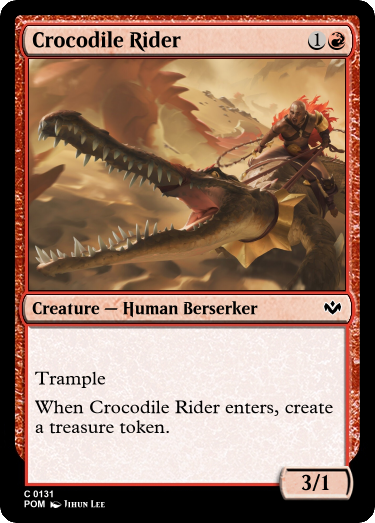 Crocodile Rider 1
Creature — Human Berserker
Trample
When Crocodile Rider enters, create
a treasure token.
3/1
C 0131
POM Jihun Lee